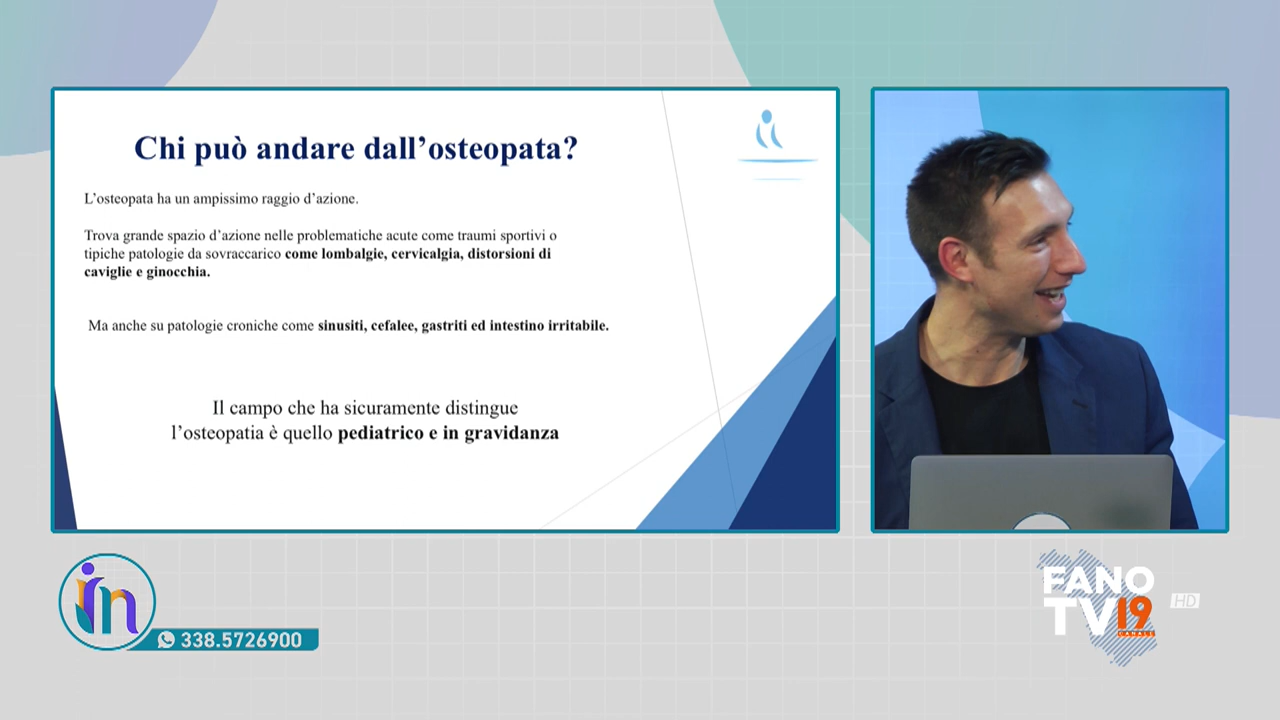 Chi può andare dall’osteopata?
L’osteopata ha un ampissimo raggio d’azione.
Trova grande spazio d’azione nelle problematiche acute come traumi sportivi o
tipiche patologie da sovraccarico come lombalgie, cervicalgia, distorsioni di
caviglie e ginocchia.
Ma anche su patologie croniche come sinusiti, cefalee, gastriti ed intestino irritabile.
Il campo che ha sicuramente distingue
l’osteopatia è quello pediatrico e in gravidanza
in
338.5726900
FANO
TV19
CANALE
HD